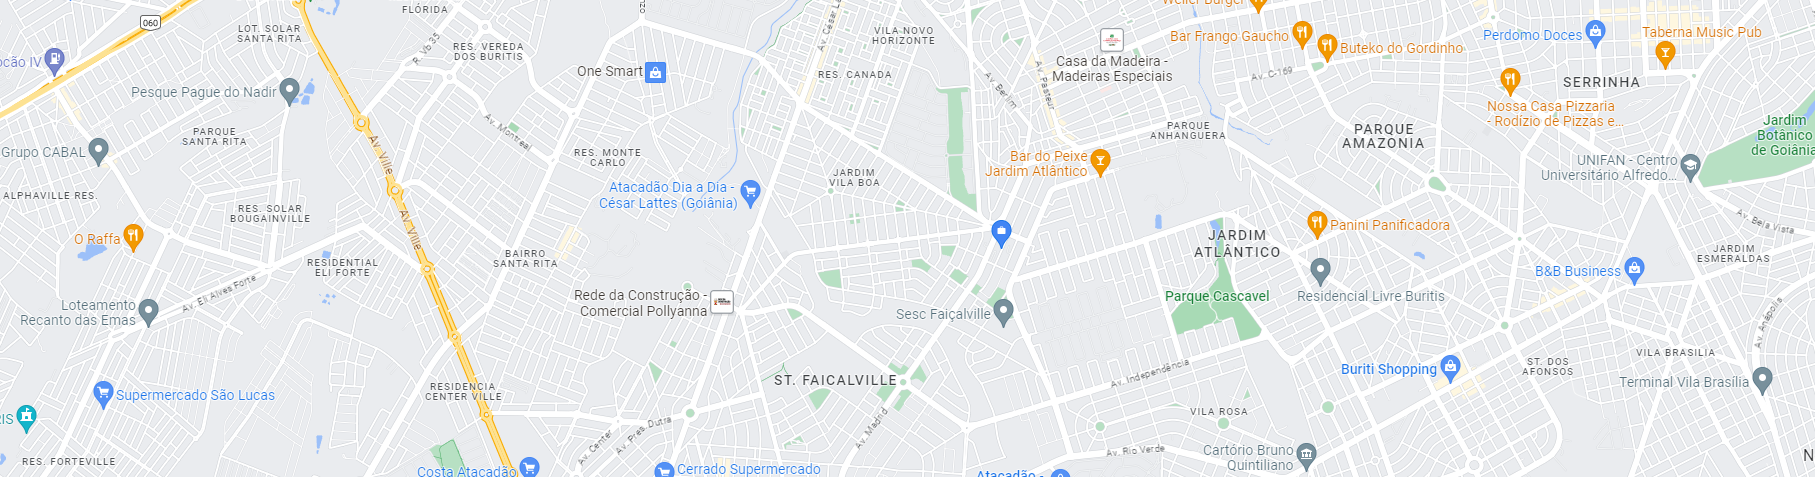 FLÓRIDA
060
LOT. SOLAR
SANTA RITA
R. Vb 35
RES. VEREDA
DOS BURITIS
ocão IV
Pesque Pague do Nadir
One Smart
Av. César La
VILA NOVO
HORIZONTE
RES. CANADA
Weller Burger
Bar Frango Gaucho
Buteko do Gordinho
Casa da Madeira -
Madeiras Especiais
Av. C-169
Perdomo Doces
Taberna Music Pub
SERRINHA
Nossa Casa Pizzaria
- Rodízio de Pizzas e...
Jardim
Botânico
de Goiânia
Av. Berlim
Av. Pasteur
PARQUE
ANHANGUERA
PARQUE
AMAZONIA
PARQUE
SANTA RITA
Grupo CABAL
Av. Ville
Av. Montreal
RES. MONTE
CARLO
Bar do Peixe
Jardim Atlântico
UNIFAN - Centro
Universitário Alfredo...
JARDIM
VILA BOA
Atacadão Dia a Dia -
César Lattes (Goiânia)
ALPHAVILLE RES.
RES. SOLAR
BOUGAINVILLE
Av. Ville
O Raffa
Panini Panificadora
Av. Bela Vista
JARDIM
ATLÂNTICO
JARDIM
ESMERALDAS
BAIRRO
SANTA RITA
RESIDENCIAL
ELI FORTE
B&B Business
Av. Eli Alves Forte
Loteamento
Recanto das Emas
Rede da Construção -
Comercial Pollyanna
Sesc Faiçalville
Parque Cascavel
Residencial Livre Buritis
Av. Anápolis
VILA BRASILIA
ST. DOS
AFONSOS
Buriti Shopping
Av. Independência
Terminal Vila Brasília
ST. FAICALVILLE
RESIDENCIA
CENTER VILLE
Supermercado São Lucas
RIS
VILA ROSA
Av. Madrid
Av. Center
Av. Pres. Dutra
Av. Rio Verde
Cartório Bruno
Quintiliano
RES. FORTEVILLE
Costa Atacadão
Cerrado Supermercado
Atacadão -
N